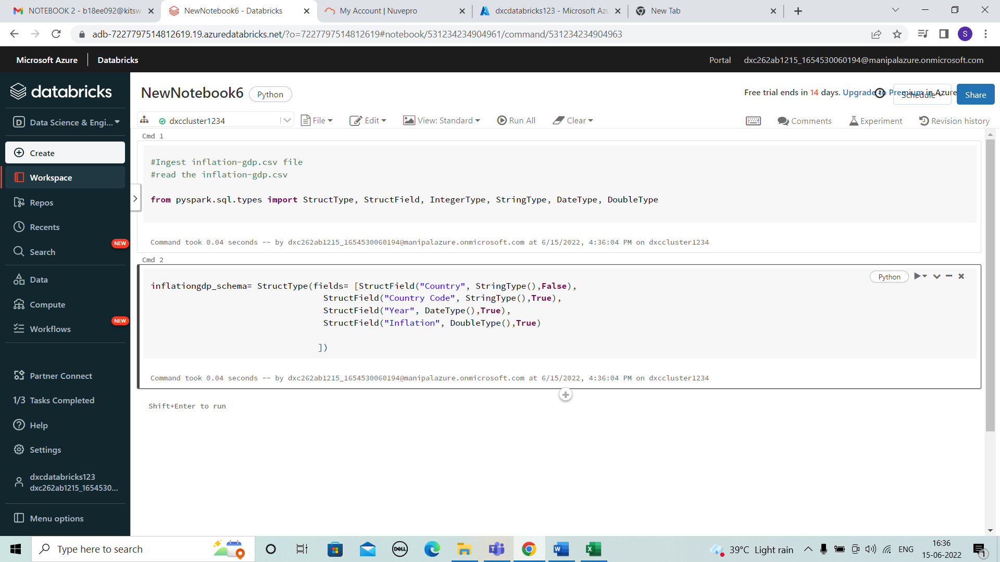 NOTEBOOK 2 - b18ee092@kitsw
NewNotebook6 - Databricks
My Account | Nuvepro
dxcdatabricks123 - Microsoft Azu
New Tab
adb-7227797514812619.19.azuredatabricks.net/?o=7227797514812619#notebook/531234234904961/command/531234234904963
S
Microsoft Azure
Databricks
Portal
dxc262ab1215_1654530060194@manipalazure.onmicrosoft.com
databricks
D Data Science & Engi...
Create
Workspace
Repos
Recents
NEW
Search
Data
Compute
NEW
Workflows
Partner Connect
1/3 Tasks Completed
Help
Settings
dxcdatabricks123
dxc262ab1215_1654530...
Menu options
NewNotebook6
Python
Free trial ends in 14 days. Upgrade to Premium in Azure
Schedule
Share
dxccluster1234
File
Edit
View: Standard
Run All
Clear
Comments
Experiment
Revision history
Cmd 1
#Ingest inflation-gdp.csv file
#read the inflation-gdp.csv
from pyspark.sql.types import StructType, StructField, IntegerType, StringType, DateType, DoubleType
Command took 0.04 seconds -- by dxc262ab1215_1654530060194@manipalazure.onmicrosoft.com at 6/15/2022, 4:36:04 PM on dxccluster1234
Cmd 2
Python
inflationgdp_schema= StructType(fields= [StructField("Country", StringType(),False),
StructField("Country Code", StringType(),True),
StructField("Year", DateType(),True),
StructField("Inflation", DoubleType(),True)
])
Command took 0.04 seconds -- by dxc262ab1215_1654530060194@manipalazure.onmicrosoft.com at 6/15/2022, 4:36:04 PM on dxccluster1234
Shift+Enter to run
Type here to search
DELL
39°C Light rain
ENG
16:36
15-06-2022
1